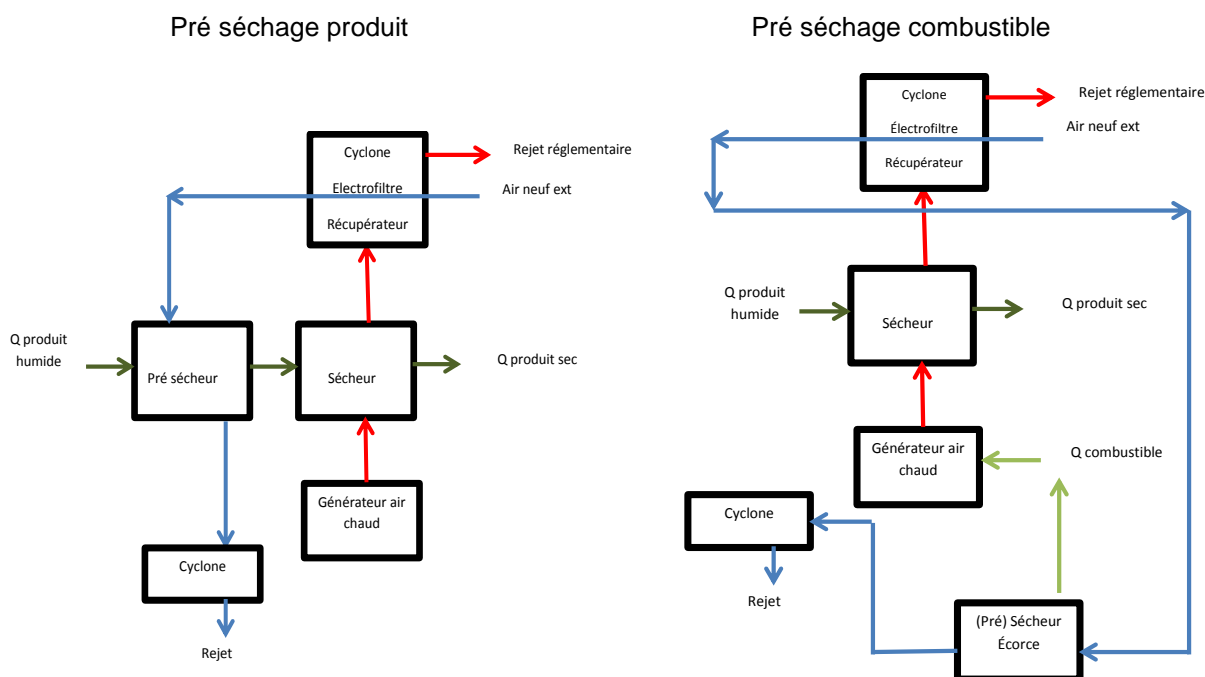 Pré séchage produit
Cyclone
Electrofiltre
Récupérateur
Rejet réglementaire
Air neuf ext
Q produit
humide
Pré sécheur
Sécheur
Q produit sec
Générateur air
chaud
Cyclone
Rejet
Pré séchage combustible
Cyclone
Électrofiltre
Récupérateur
Rejet réglementaire
Air neuf ext
Q produit
humide
Sécheur
Q produit sec
Générateur air
chaud
Q combustible
Cyclone
Rejet
(Pré) Sécheur
Écorce